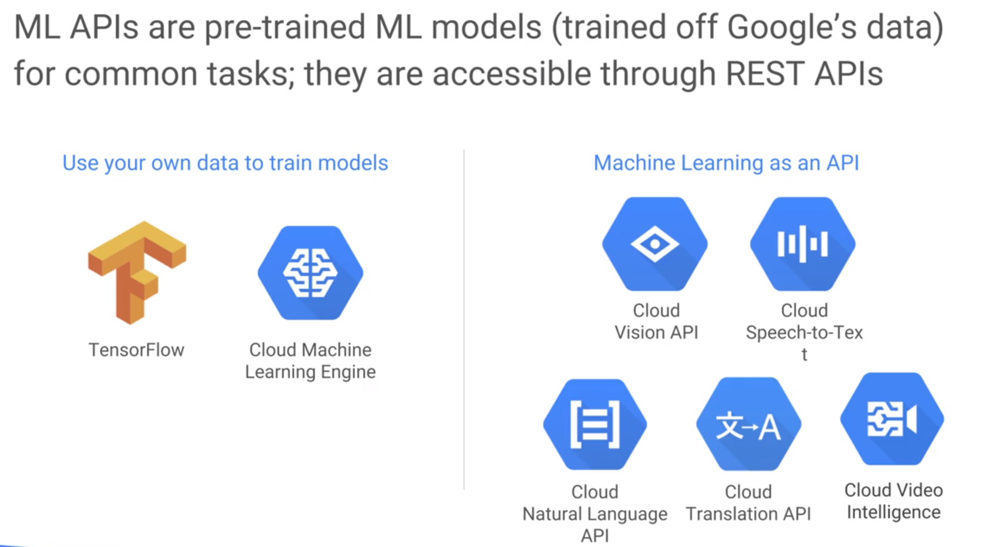 ML APIs are pre-trained ML models (trained off Google’s data)
for common tasks; they are accessible through REST APIs
Use your own data to train models
TensorFlow
Cloud Machine
Learning Engine
Machine Learning as an API
Cloud
Vision API
Cloud
Speech-to-Tex
t
文→A
Cloud
Natural Language
API
Cloud
Translation API
Cloud Video
Intelligence